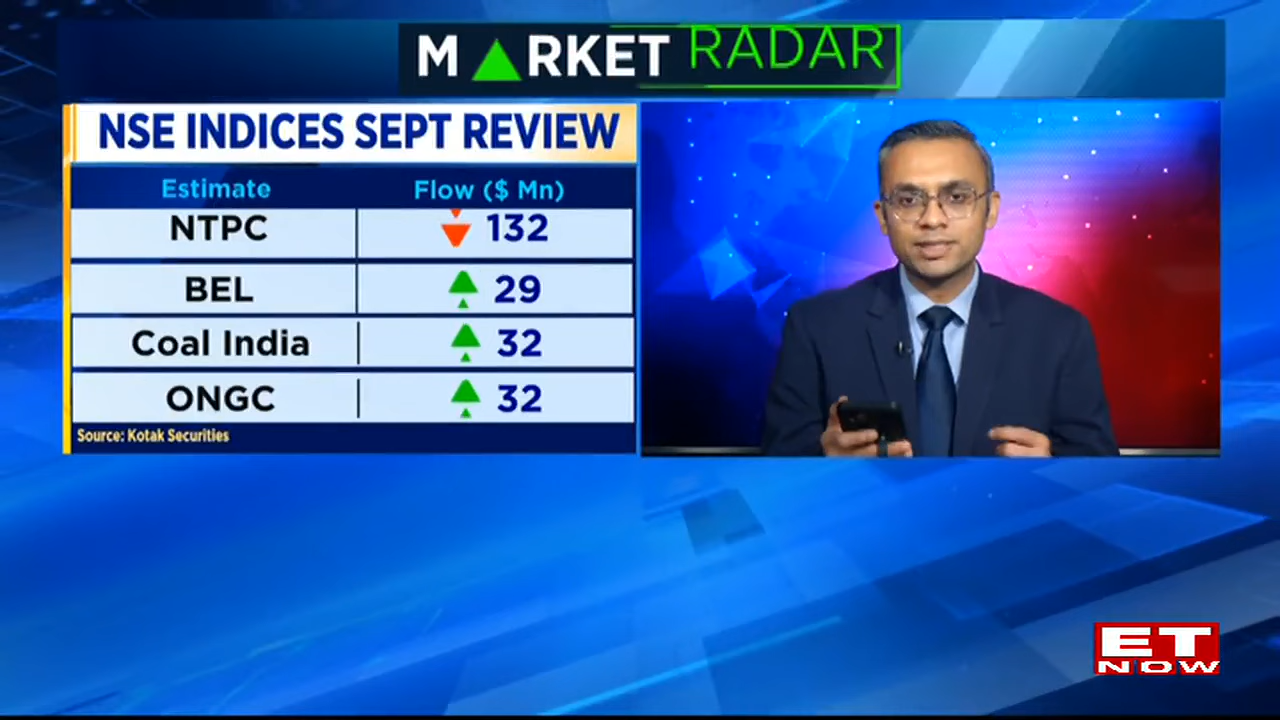 M RKET RADAR
NSE INDICES SEPT REVIEW
Estimate Flow ($ Mn)
NTPC 132
BEL 29
Coal India 32
ONGC 32
Source: Kotak Securities
ET
NOW